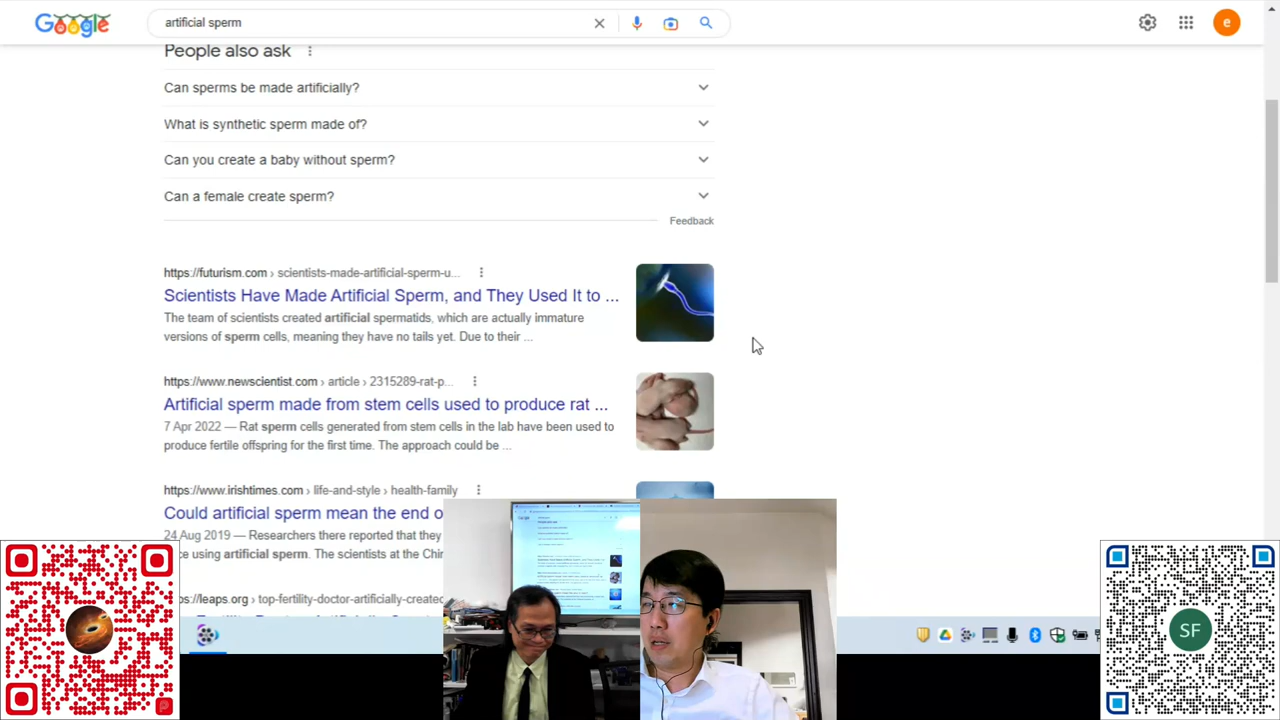 Google
artificial sperm
e
People also ask
Can sperms be made artificially?
What is synthetic sperm made of?
Can you create a baby without sperm?
Can a female create sperm?
Feedback
https://futurism.com › scientists-made-artificial-sperm-u...
Scientists Have Made Artificial Sperm, and They Used It to ...
The team of scientists created artificial spermatids, which are actually immature
versions of sperm cells, meaning they have no tails yet. Due to their ...
https://www.newscientist.com › article › 2315289-rat-p...
Artificial sperm made from stem cells used to produce rat ...
7 Apr 2022 — Rat sperm cells generated from stem cells in the lab have been used to
produce fertile offspring for the first time. The approach could be ...
https://www.irishtimes.com › life-and-style › health-family
Could artificial sperm mean the end o
24 Aug 2019 — Researchers there reported that they
ce using artificial sperm. The scientists at the Chin
ps://leaps.org › top-fertility-doctor-artificially-created
SF